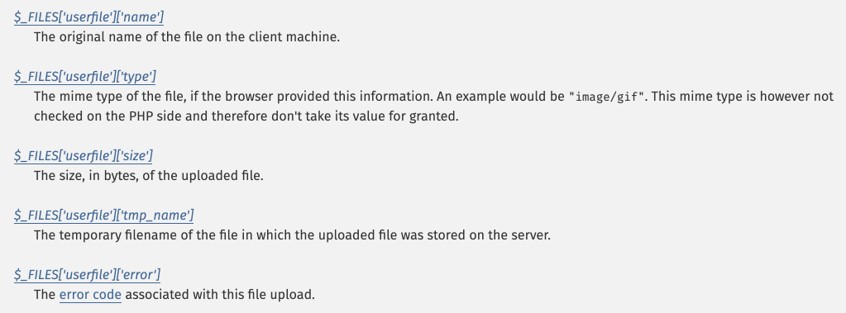 $_FILES['userfile']['name']
The original name of the file on the client machine.
$_FILES['userfile']['type']
The mime type of the file, if the browser provided this information. An example would be "image/gif". This mime type is however not
checked on the PHP side and therefore don't take its value for granted.
$_FILES['userfile']['size']
The size, in bytes, of the uploaded file.
$_FILES['userfile']['tmp_name']
The temporary filename of the file in which the uploaded file was stored on the server.
$_FILES['userfile']['error']
The error code associated with this file upload.